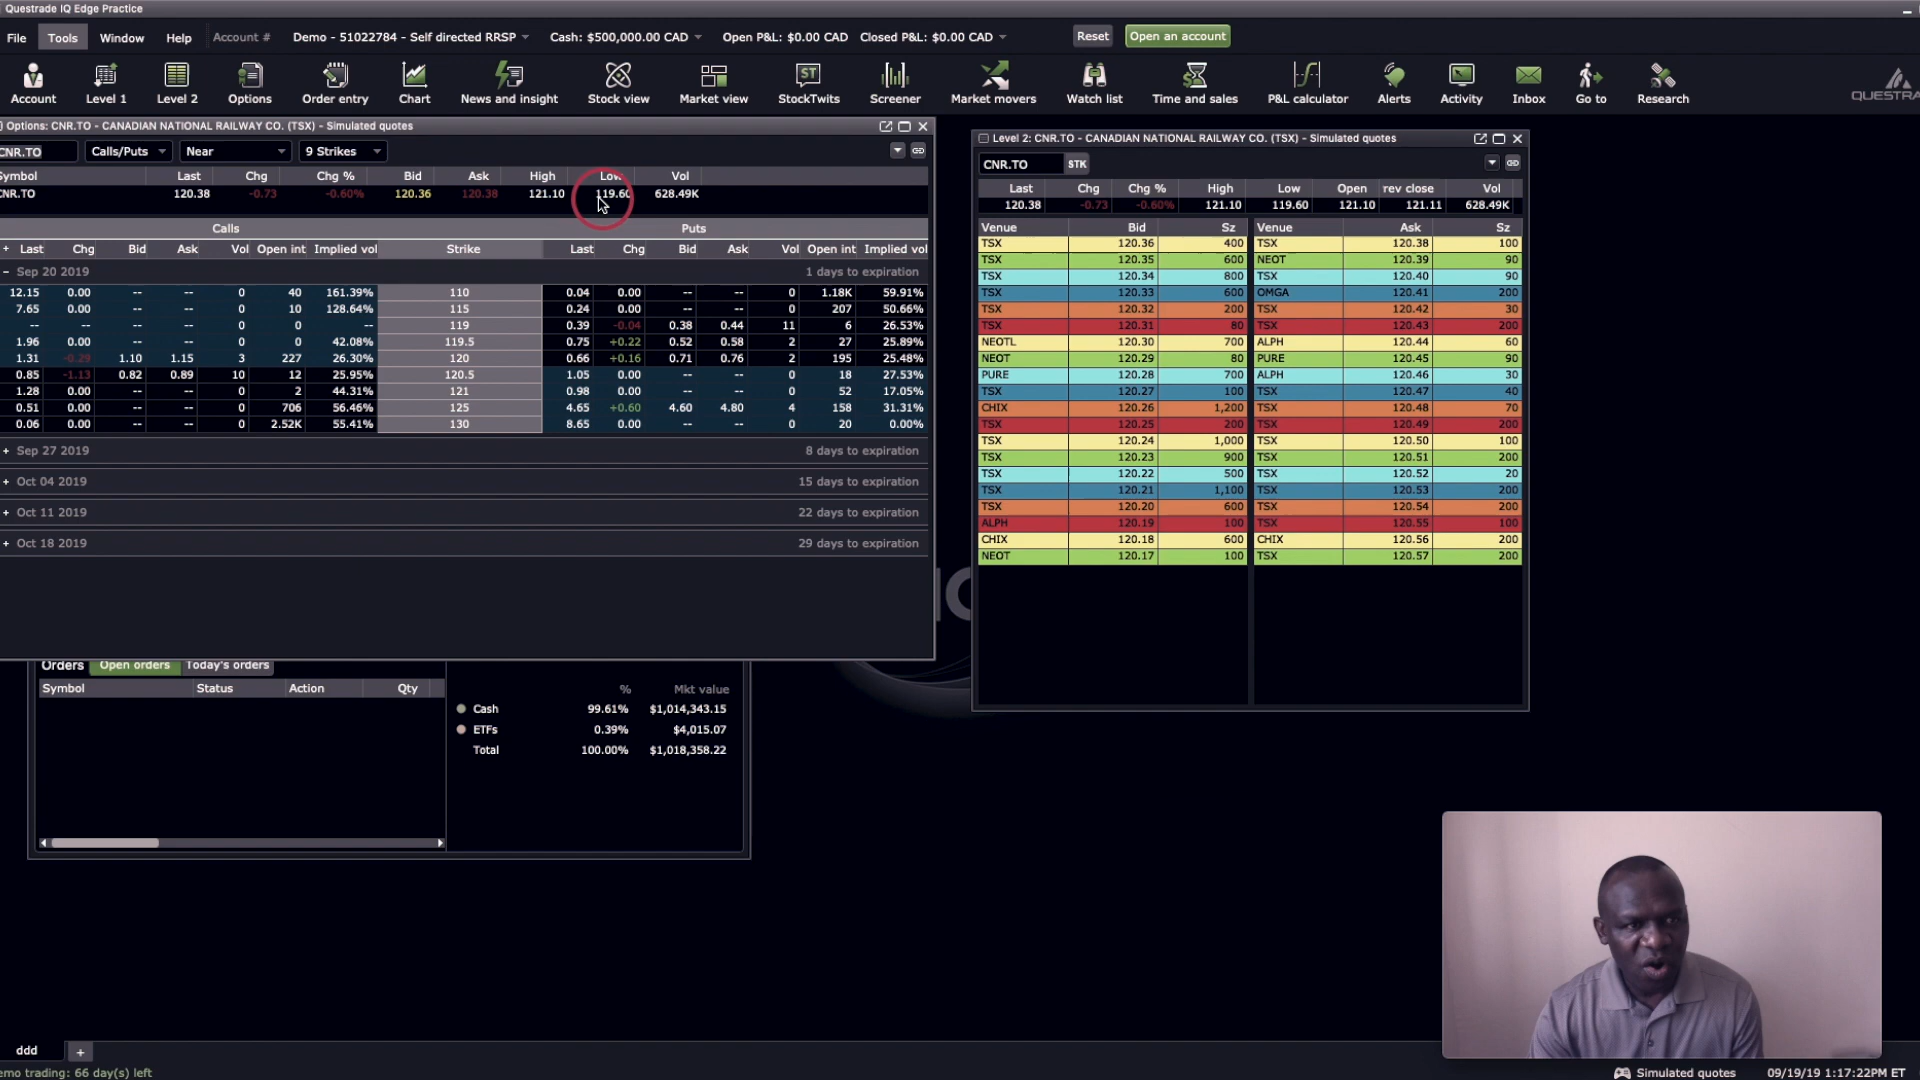 Questrade IQ Edge Practice
File Tools Window Help Account # Demo - 51022784 - Self directed RRSP Cash: $500,000.00 CAD Open P&L: $0.00 CAD Closed P&L: $0.00 CAD Reset Open an account
Account Level 1 Level 2 Options Order entry Chart News and insight Stock view Market view StockTwits Screener Market movers Watch list Time and sales P&L calculator Alerts Activity Inbox Go to Research
ST
QUESTRA
Options: CNR.TO - CANADIAN NATIONAL RAILWAY CO. (TSX) - Simulated quotes
CNR.TO Calls/Puts Near 9 Strikes
Symbol Last Chg Chg % Bid Ask High Low Vol
CNR.TO 120.38 -0.73 -0.60% 120.36 120.38 121.10 119.60 628.49K
Calls Puts
+ Last Chg Bid Ask Vol Open int Implied vol Strike Last Chg Bid Ask Vol Open int Implied vol
- Sep 20 2019 1 days to expiration
12.15 0.00 -- -- 0 40 161.39% 110 0.04 0.00 -- -- 0 1.18K 59.91%
7.65 0.00 -- -- 0 10 128.64% 115 0.24 0.00 -- -- 0 207 50.66%
-- -- -- -- 0 0 -- 119 0.39 -0.04 0.38 0.44 11 6 26.53%
1.96 0.00 -- -- 0 0 42.08% 119.5 0.75 +0.22 0.52 0.58 2 27 25.89%
1.31 -0.29 1.10 1.15 3 227 26.30% 120 0.66 +0.16 0.71 0.76 2 195 25.48%
0.85 -1.13 0.82 0.89 10 12 25.95% 120.5 1.05 0.00 -- -- 0 18 27.53%
1.28 0.00 -- -- 0 2 44.31% 121 0.98 0.00 -- -- 0 52 17.05%
0.51 0.00 -- -- 0 706 56.46% 125 4.65 +0.60 4.60 4.80 4 158 31.31%
0.06 0.00 -- -- 0 2.52K 55.41% 130 8.65 0.00 -- -- 0 20 0.00%
+ Sep 27 2019 8 days to expiration
+ Oct 04 2019 15 days to expiration
+ Oct 11 2019 22 days to expiration
+ Oct 18 2019 29 days to expiration
Orders Open orders Today's orders
Symbol Status Action Qty
% Mkt value
Cash 99.61% $1,014,343.15
ETFs 0.39% $4,015.07
Total 100.00% $1,018,358.22
Level 2: CNR.TO - CANADIAN NATIONAL RAILWAY CO. (TSX) - Simulated quotes
CNR.TO STK
Last Chg Chg % High Low Open rev close Vol
120.38 -0.73 -0.60% 121.10 119.60 121.10 121.11 628.49K
Venue Bid Sz Venue Ask Sz
TSX 120.36 400 TSX 120.38 100
TSX 120.35 600 NEOT 120.39 90
TSX 120.34 800 TSX 120.40 90
TSX 120.33 600 OMGA 120.41 200
TSX 120.32 200 TSX 120.42 30
TSX 120.31 80 TSX 120.43 200
NEOTL 120.30 700 ALPH 120.44 60
NEOT 120.29 80 PURE 120.45 90
PURE 120.28 700 ALPH 120.46 30
TSX 120.27 100 TSX 120.47 40
CHIX 120.26 1,200 TSX 120.48 70
TSX 120.25 200 TSX 120.49 200
TSX 120.24 1,000 TSX 120.50 100
TSX 120.23 900 TSX 120.51 200
TSX 120.22 500 TSX 120.52 20
TSX 120.21 1,100 TSX 120.53 200
TSX 120.20 600 TSX 120.54 200
ALPH 120.19 100 TSX 120.55 100
CHIX 120.18 600 CHIX 120.56 200
NEOT 120.17 100 TSX 120.57 200
ddd +
emo trading: 66 day(s) left Simulated quotes 09/19/19 1:17:22PM ET